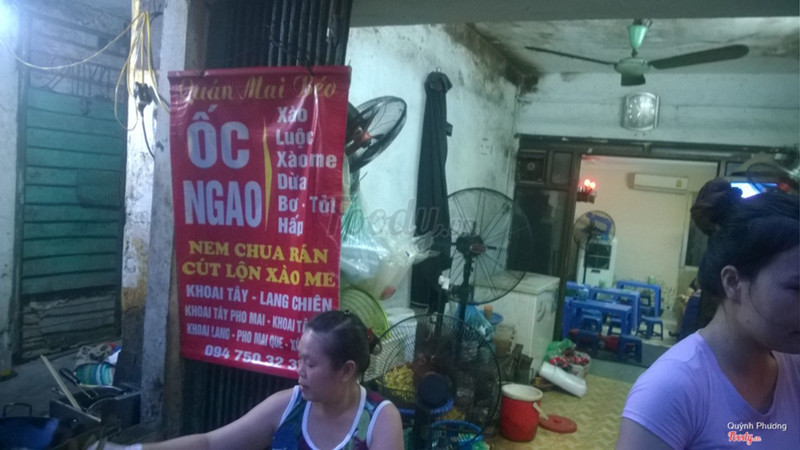 Quán Mai Béo
ỐC
NGAO
Xào
Luộc
Xào me
Dừa
Bơ - Tỏi
Hấp
NEM CHUA RÁN
CÚT LỘN XÀO ME
KHOAI TÂY - LANG CHIÊN
KHOAI TÂY PHO MAI - KHOAI
KHOAI LANG - PHO MAI QUE -
094 750 32 3
Foody.vn
Quỳnh Phương
Foody.vn